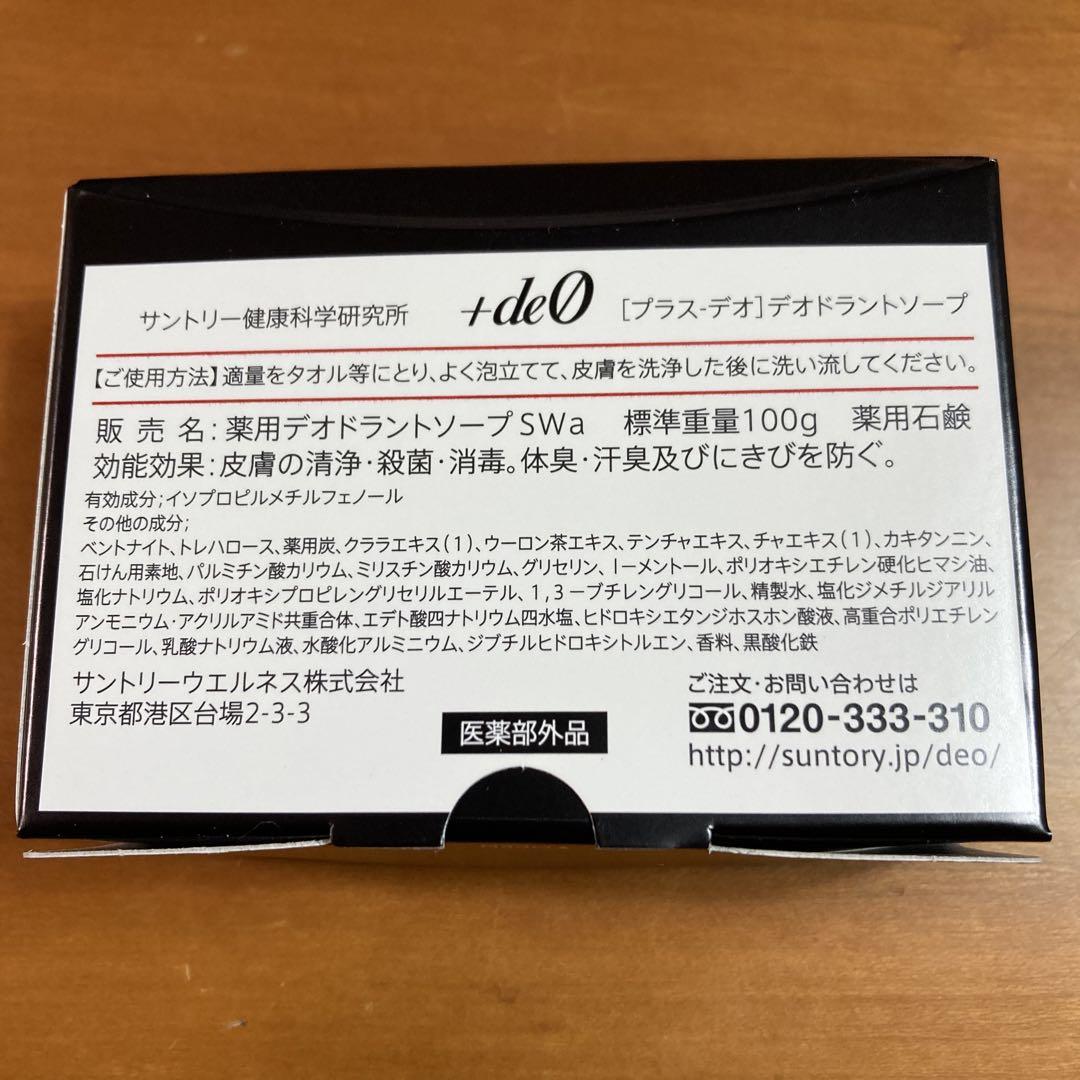 サントリー健康科学研究所 +de0 [プラス-デオ]デオドラントソープ
【ご使用方法】適量をタオル等にとり、よく泡立てて、皮膚を洗浄した後に洗い流してください。
販売名:薬用デオドラントソープSWa 標準重量100g 薬用石鹸
効能効果:皮膚の清浄・殺菌・消毒。体臭・汗臭及びにきびを防ぐ。
有効成分;イソプロピルメチルフェノール
その他の成分;
ベントナイト、トレハロース、薬用炭、クララエキス(1)、ウーロン茶エキス、テンチャエキス、チャエキス(1)、カキタンニン、
石けん用素地、パルミチン酸カリウム、ミリスチン酸カリウム、グリセリン、l-メントール、ポリオキシエチレン硬化ヒマシ油、
塩化ナトリウム、ポリオキシプロピレングリセリルエーテル、1,3-ブチレングリコール、精製水、塩化ジメチルジアリル
アンモニウム・アクリルアミド共重合体、エデト酸四ナトリウム四水塩、ヒドロキシエタンジホスホン酸液、高重合ポリエチレン
グリコール、乳酸ナトリウム液、水酸化アルミニウム、ジブチルヒドロキシトルエン、香料、黒酸化鉄
サントリーウエルネス株式会社
東京都港区台場2-3-3
医薬部外品
ご注文・お問い合わせは
0120-333-310
http://suntory.jp/deo/